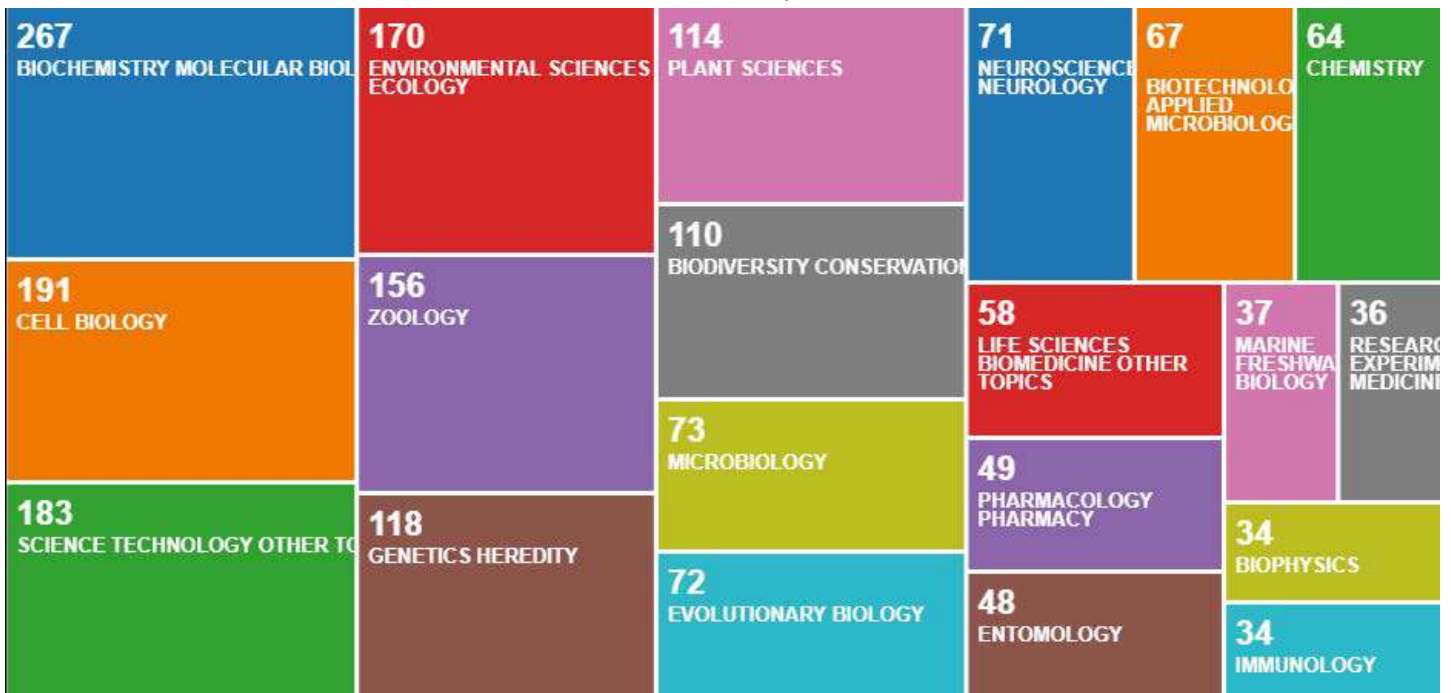 267
BIOCHEMISTRY MOLECULAR BIOL
191
CELL BIOLOGY
183
SCIENCE TECHNOLOGY OTHER TO
170
ENVIRONMENTAL SCIENCES
ECOLOGY
156
ZOOLOGY
118
GENETICS HEREDITY
114
PLANT SCIENCES
110
BIODIVERSITY CONSERVATION
73
MICROBIOLOGY
72
EVOLUTIONARY BIOLOGY
71
NEUROSCIENCE
NEUROLOGY
67
BIOTECHNOLO
APPLIED
MICROBIOLOG
64
CHEMISTRY
58
LIFE SCIENCES
BIOMEDICINE OTHER
TOPICS
49
PHARMACOLOGY
PHARMACY
48
ENTOMOLOGY
37
MARINE
FRESHWA
BIOLOGY
36
RESEARC
EXPERIM
MEDICINE
34
BIOPHYSICS
34
IMMUNOLOGY